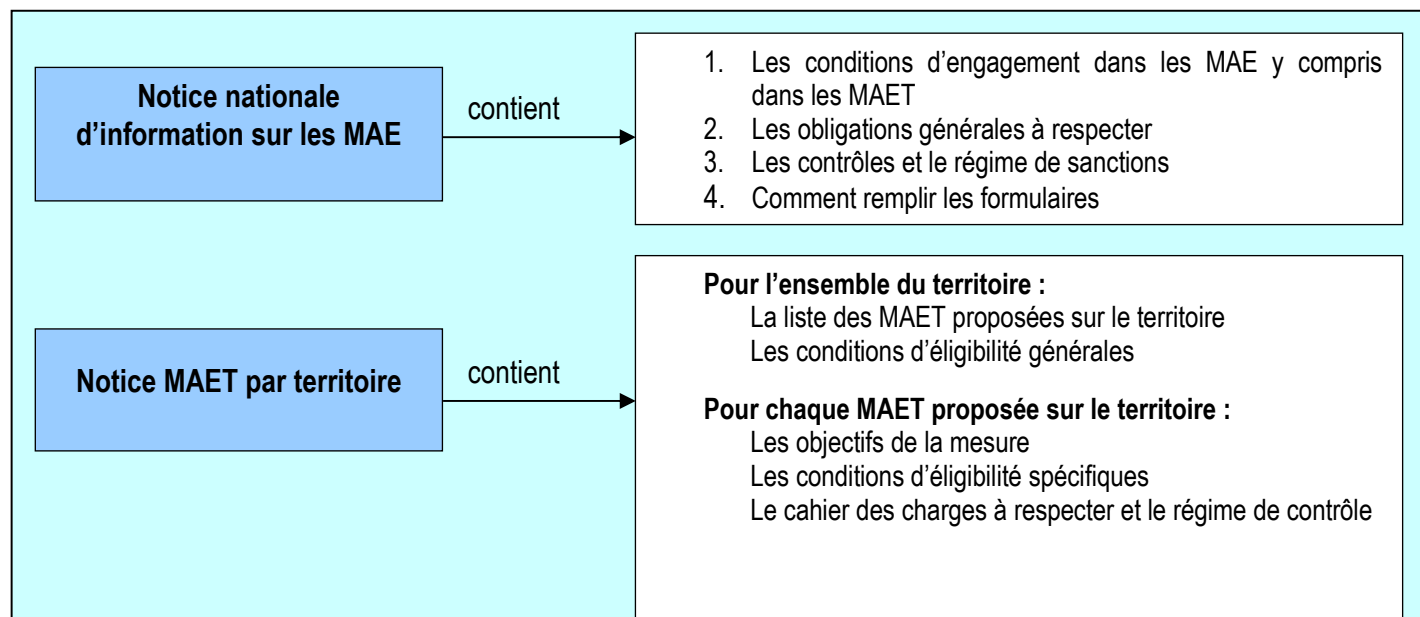 Notice nationale
d’information sur les MAE
contient
1. Les conditions d’engagement dans les MAE y compris
dans les MAET
2. Les obligations générales à respecter
3. Les contrôles et le régime de sanctions
4. Comment remplir les formulaires
Notice MAET par territoire
contient
Pour l’ensemble du territoire :
La liste des MAET proposées sur le territoire
Les conditions d’éligibilité générales
Pour chaque MAET proposée sur le territoire :
Les objectifs de la mesure
Les conditions d’éligibilité spécifiques
Le cahier des charges à respecter et le régime de contrôle